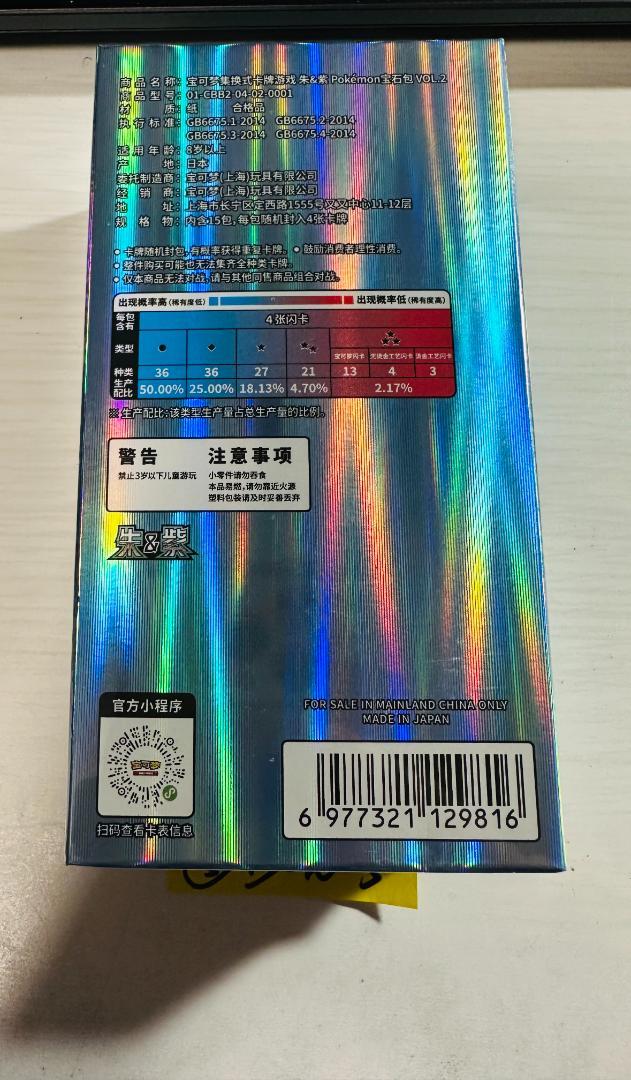 商品名称：宝可梦集换式卡牌游戏 朱&紫 Pokémon宝石包 VOL.2
商品型号：01-CBB2-04-02-0001
材 质：纸 合格品
执行标准：GB6675.1-2014 GB6675.2-2014
GB6675.3-2014 GB6675.4-2014
适用年龄：8岁以上
产 地：日本
委托制造商：宝可梦(上海)玩具有限公司
经 销 商：宝可梦(上海)玩具有限公司
地 址：上海市长宁区定西路1555号又又中心11-12层
规 格 物：内含15包，每包随机封入4张卡牌
● 卡牌随机封包，有概率获得重复卡牌。 ● 鼓励消费者理性消费。
● 整件购买可能也无法集齐全种类卡牌。
● 仅本商品无法对战，请与其他同售商品组合对战。
出现概率高(稀有度低) 出现概率低(稀有度高)
每包含有 4张闪卡
类型 ● ◆ ★ ★★ ★★★
宝可梦闪卡 无烫金工艺闪卡 烫金工艺闪卡
种类 36 36 27 21 13 4 3
生产配比 50.00% 25.00% 18.13% 4.70% 2.17%
※ 生产配比：该类型生产量占总生产量的比例。
警告 注意事项
禁止3岁以下儿童游玩 小零件请勿吞食
本品易燃，请勿靠近火源
塑料包装请及时妥善丢弃
朱&紫
官方小程序
宝可梦
扫码查看卡表信息
FOR SALE IN MAINLAND CHINA ONLY
MADE IN JAPAN
6 977321 129816